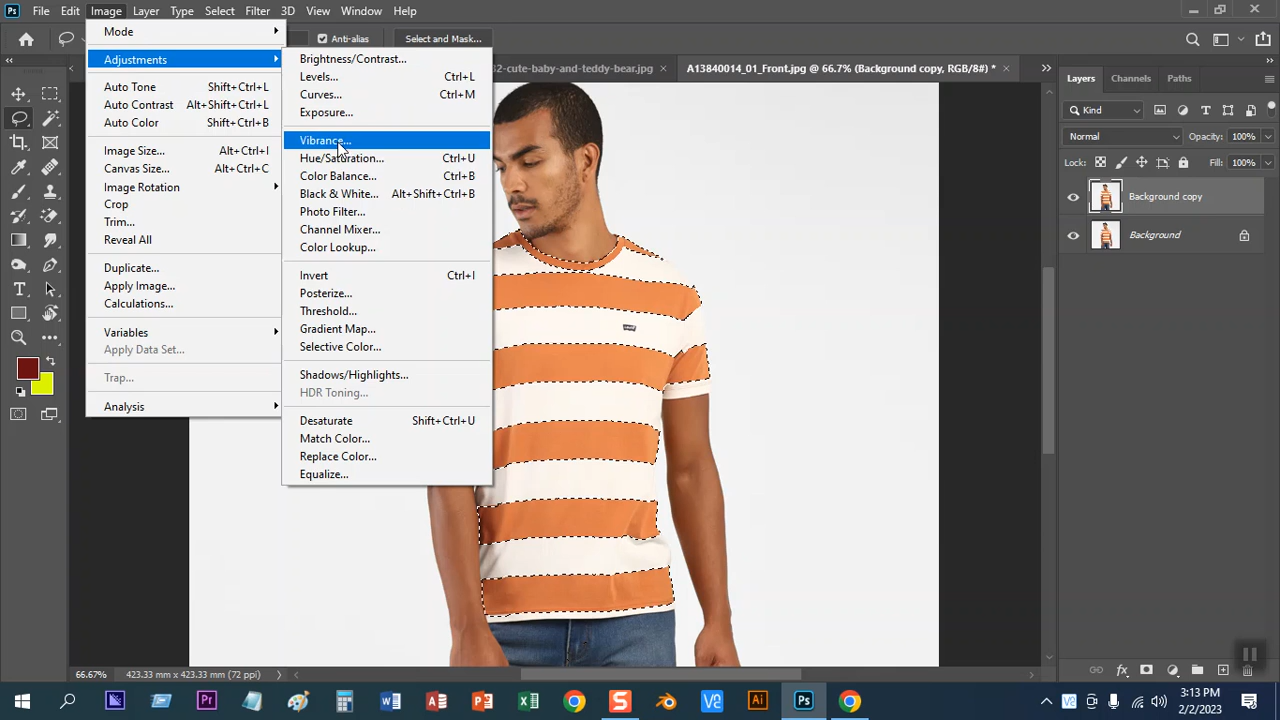 Ps File Edit Image Layer Type Select Filter 3D View Window Help
Anti-alias Select and Mask...
Mode
Adjustments
Auto Tone Shift+Ctrl+L
Auto Contrast Alt+Shift+Ctrl+L
Auto Color Shift+Ctrl+B
Image Size... Alt+Ctrl+I
Canvas Size... Alt+Ctrl+C
Image Rotation
Crop
Trim...
Reveal All
Duplicate...
Apply Image...
Calculations...
Variables
Apply Data Set...
Trap...
Analysis
Brightness/Contrast...
Levels... Ctrl+L
Curves... Ctrl+M
Exposure...
Vibrance...
Hue/Saturation... Ctrl+U
Color Balance... Ctrl+B
Black & White... Alt+Shift+Ctrl+B
Photo Filter...
Channel Mixer...
Color Lookup...
Invert Ctrl+I
Posterize...
Threshold...
Gradient Map...
Selective Color...
Shadows/Highlights...
HDR Toning...
Desaturate Shift+Ctrl+U
Match Color...
Replace Color...
Equalize...
32-cute-baby-and-teddy-bear.jpg
A13840014_01_Front.jpg @ 66.7% (Background copy, RGB/8#) *
Layers Channels Paths
Kind
Normal Opacity: 100%
Lock: Fill: 100%
Background copy
Background
66.67% 423.33 mm x 423.33 mm (72 ppi)
Pr Ai Ps
5:13 PM
2/2/2023